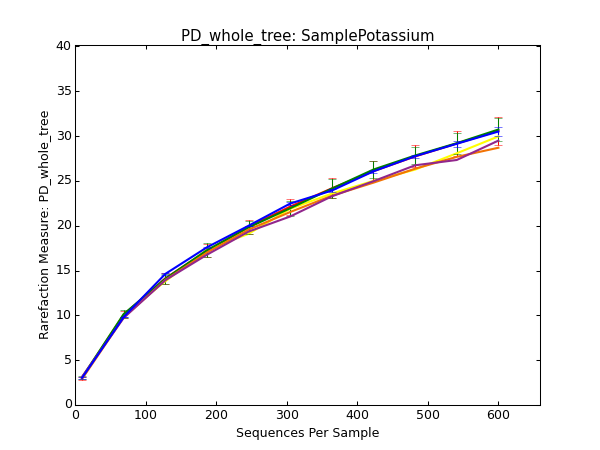 PD_whole_tree: SamplePotassium
40
35
30
25
20
15
10
5
0
Rarefaction Measure: PD_whole_tree
0 100 200 300 400 500 600
Sequences Per Sample